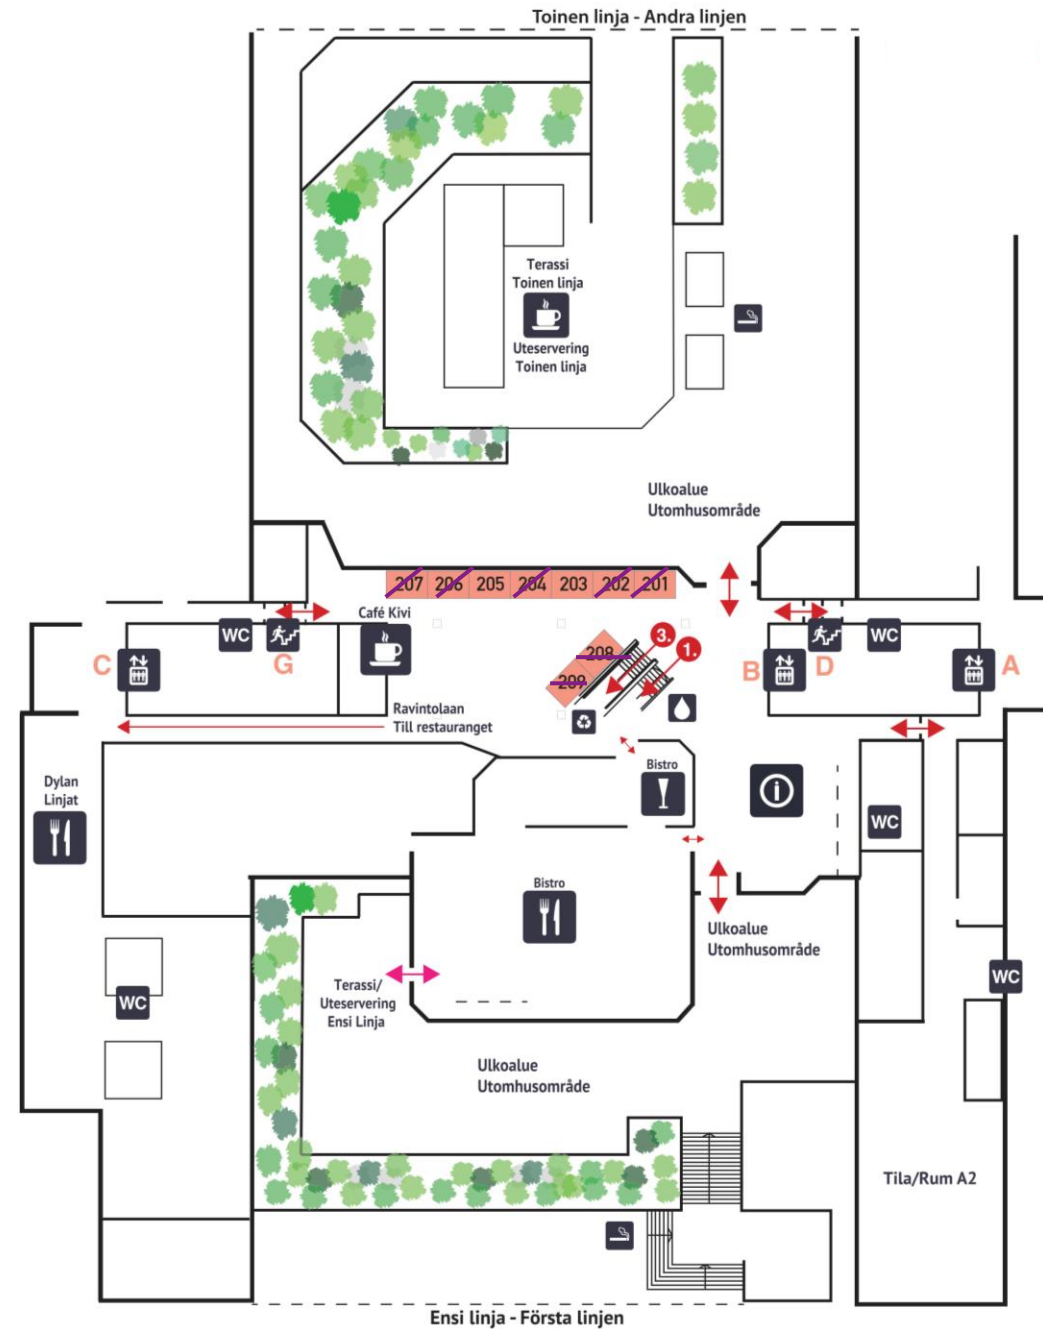 Toinen linja - Andra linjen
Terassi
Toinen linja
Uteservering
Toinen linja
Ulkoalue
Utomhusområde
207 206 205 204 203 202 201
Café Kivi
WC
WC
208
209
3.
1.
C
G
B
D
A
Ravintolaan
Till restauranget
Dylan
Linjat
Bistro
i
WC
Bistro
Ulkoalue
Utomhusområde
WC
WC
Terassi/
Uteservering
Ensi Linja
Ulkoalue
Utomhusområde
Tila/Rum A2
Ensi linja - Första linjen